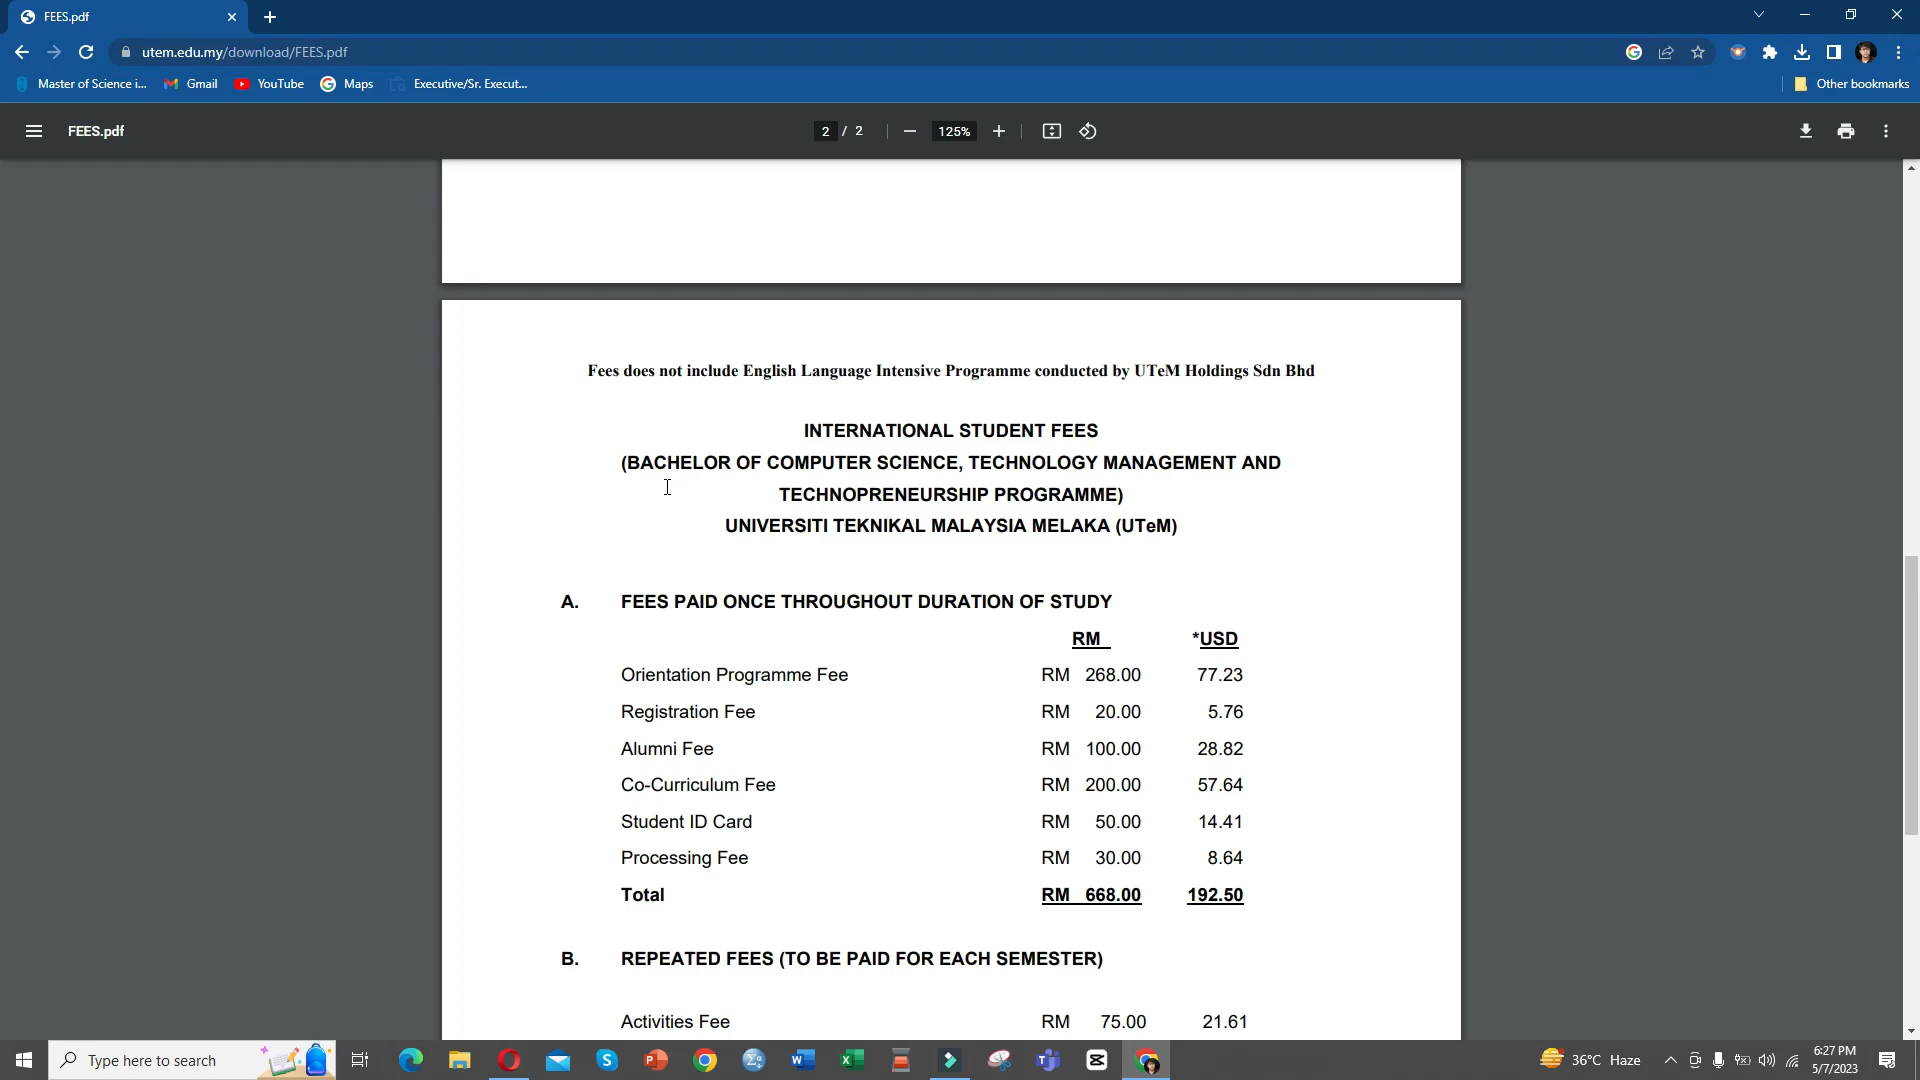 FEES.pdf
utem.edu.my/download/FEES.pdf
Master of Science i...
Gmail
YouTube
Maps
Executive/Sr. Execut...
Other bookmarks
FEES.pdf
2 / 2
125%
Fees does not include English Language Intensive Programme conducted by UTeM Holdings Sdn Bhd
INTERNATIONAL STUDENT FEES
(BACHELOR OF COMPUTER SCIENCE, TECHNOLOGY MANAGEMENT AND
TECHNOPRENEURSHIP PROGRAMME)
UNIVERSITI TEKNIKAL MALAYSIA MELAKA (UTeM)
A. FEES PAID ONCE THROUGHOUT DURATION OF STUDY
RM *USD
Orientation Programme Fee RM 268.00 77.23
Registration Fee RM 20.00 5.76
Alumni Fee RM 100.00 28.82
Co-Curriculum Fee RM 200.00 57.64
Student ID Card RM 50.00 14.41
Processing Fee RM 30.00 8.64
Total RM 668.00 192.50
B. REPEATED FEES (TO BE PAID FOR EACH SEMESTER)
Activities Fee RM 75.00 21.61
Type here to search
36°C Haze
6:27 PM
5/7/2023